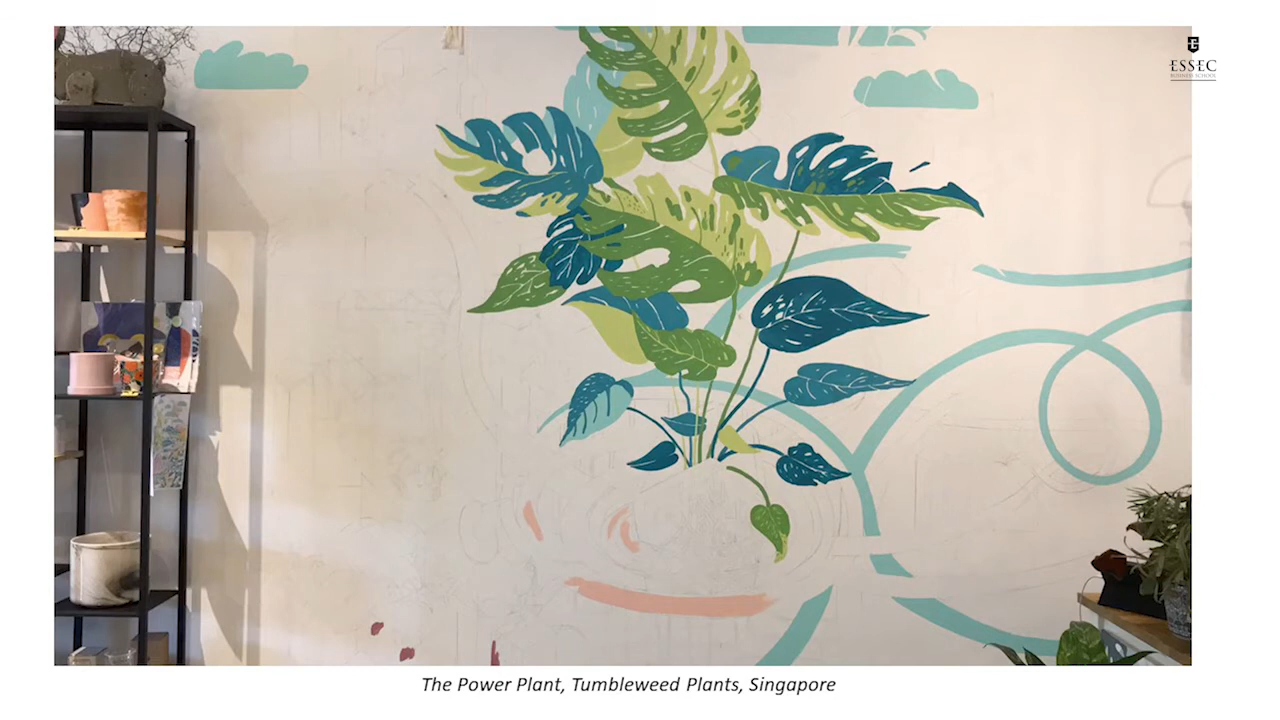 ESSEC
BUSINESS SCHOOL
The Power Plant, Tumbleweed Plants, Singapore